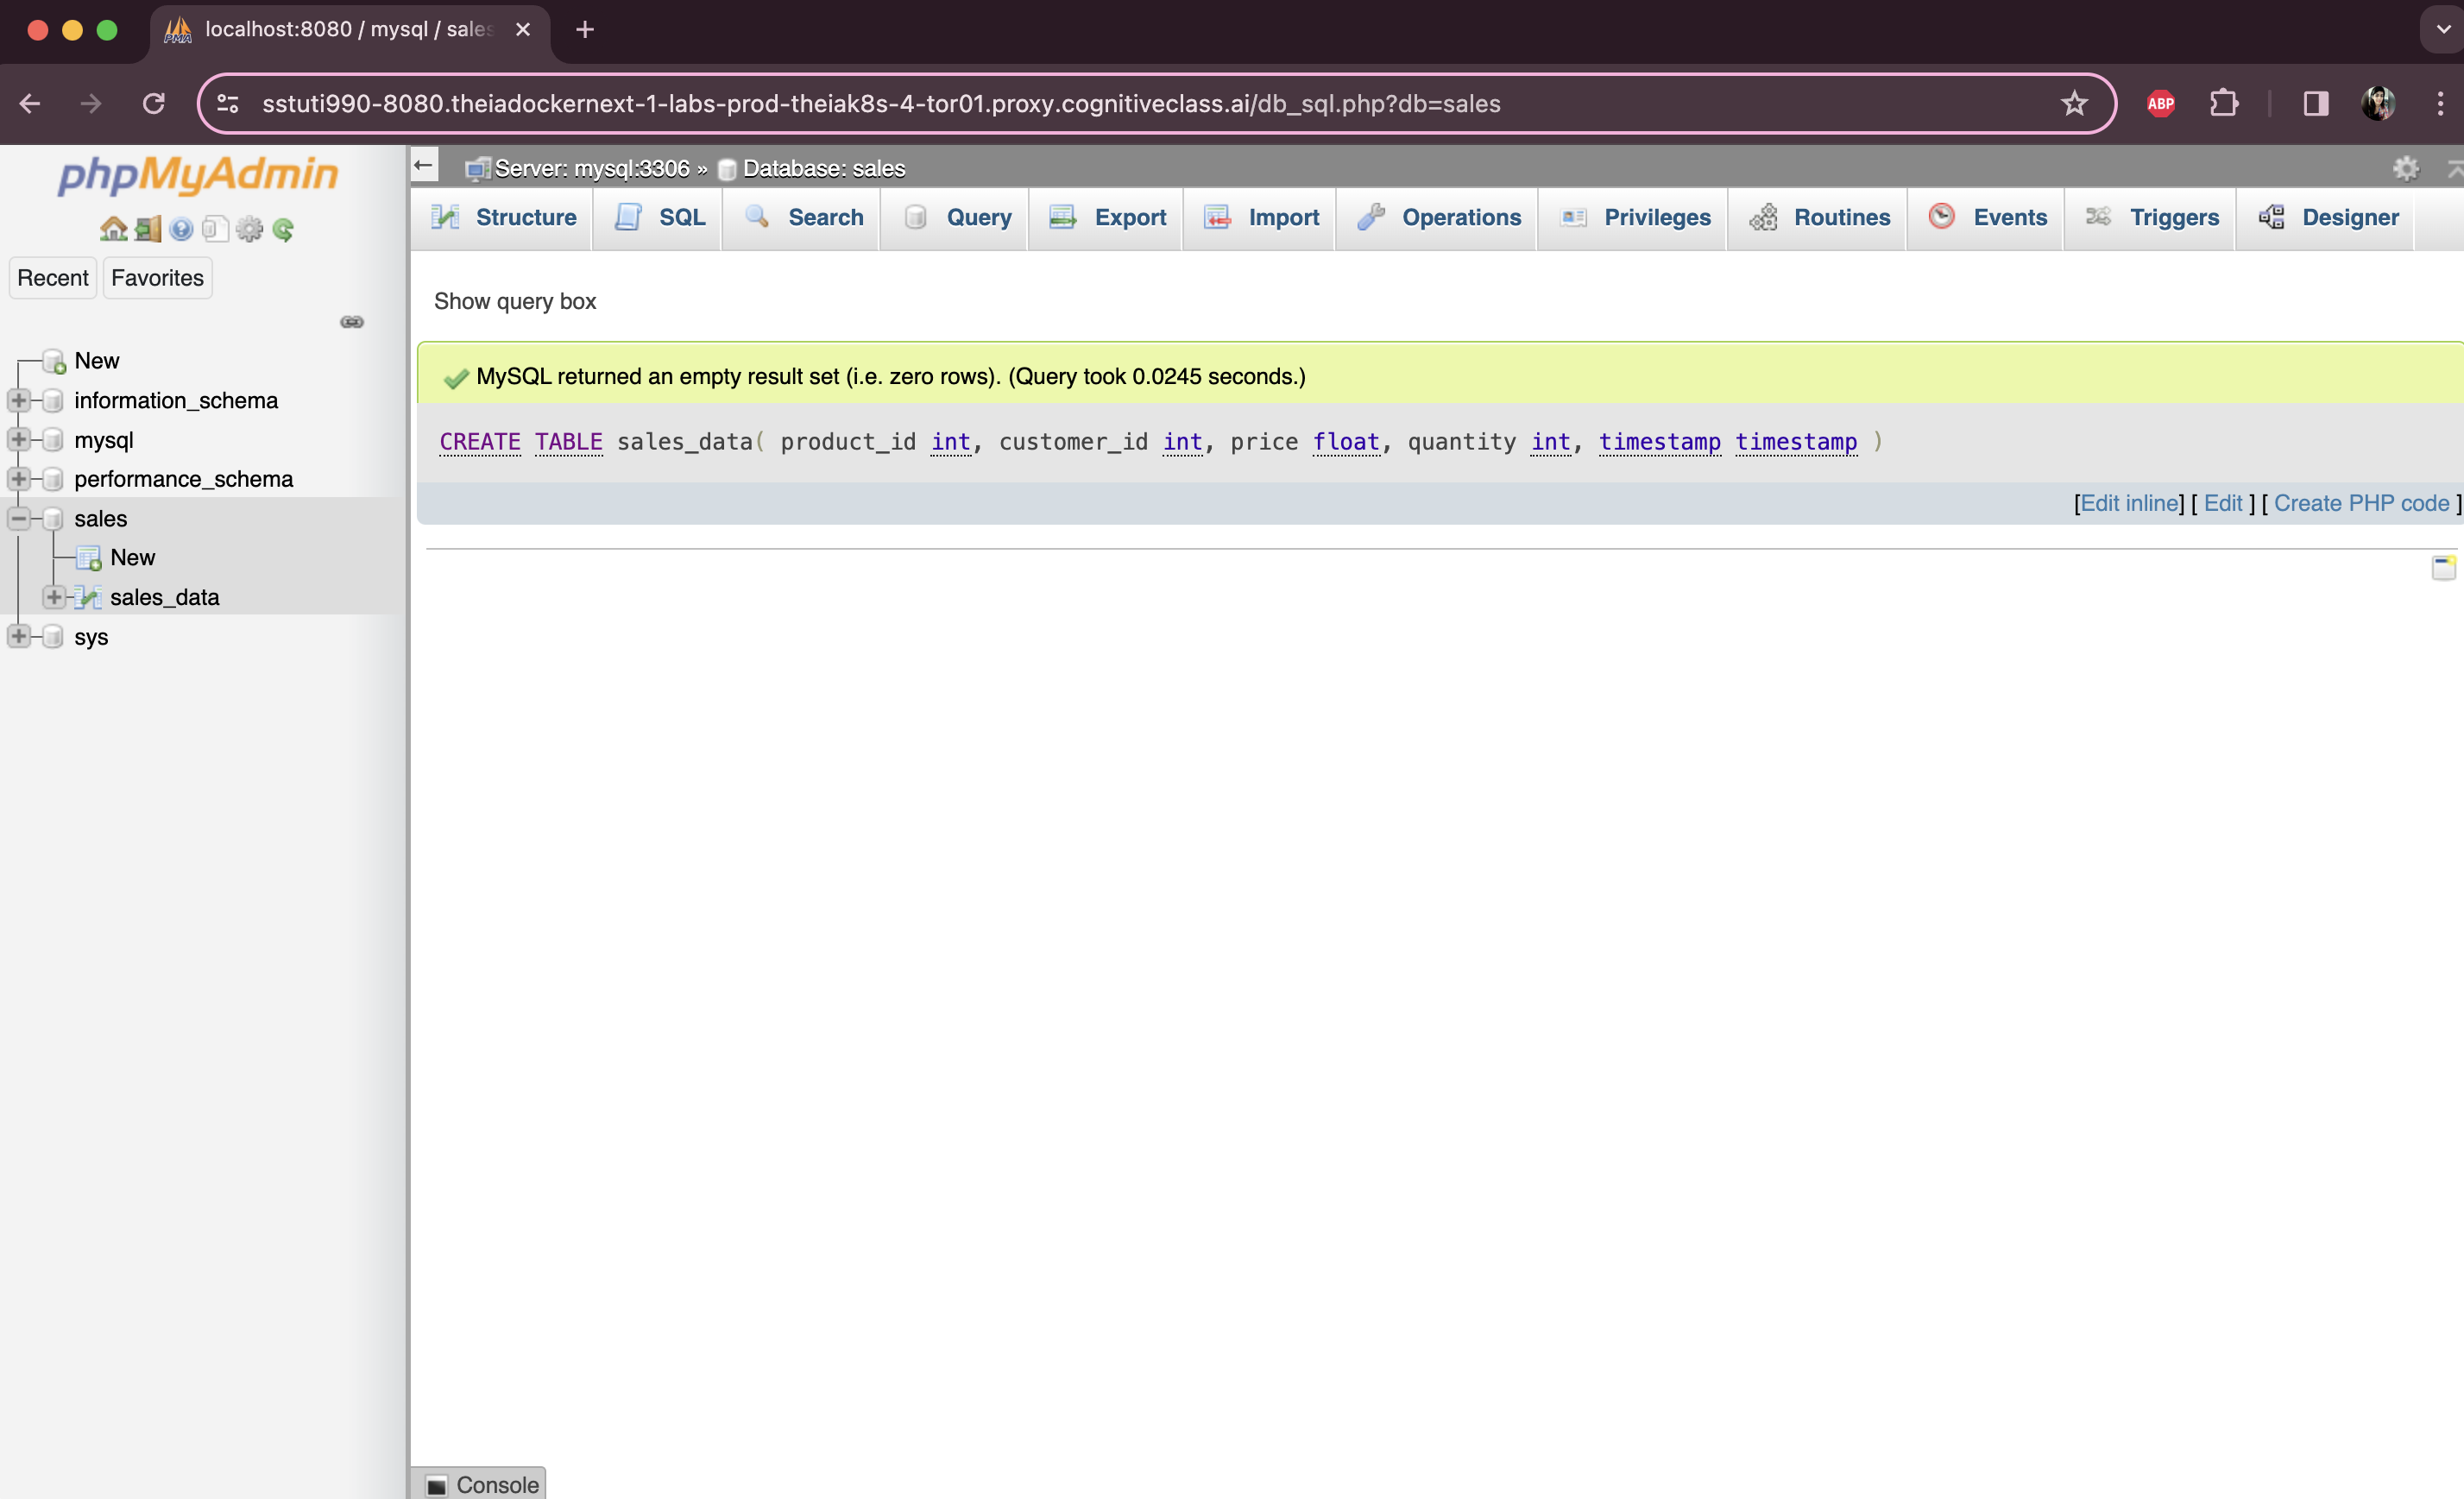 localhost:8080 / mysql / sales
sstuti990-8080.theiadockernext-1-labs-prod-theiak8s-4-tor01.proxy.cognitiveclass.ai/db_sql.php?db=sales
ABP
phpMyAdmin
Server: mysql:3306 » Database: sales
Structure SQL Search Query Export Import Operations Privileges Routines Events Triggers Designer
Recent Favorites
Show query box
New
information_schema
mysql
performance_schema
sales
New
sales_data
sys
MySQL returned an empty result set (i.e. zero rows). (Query took 0.0245 seconds.)
CREATE TABLE sales_data( product_id int, customer_id int, price float, quantity int, timestamp timestamp )
[Edit inline] [ Edit ] [ Create PHP code ]
Console